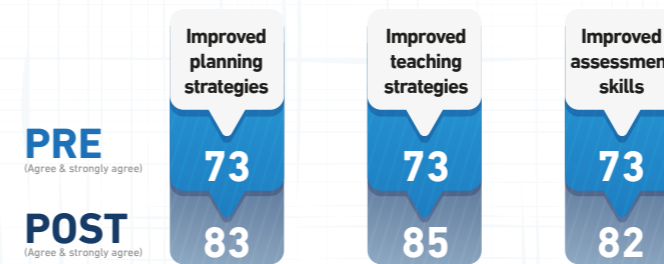 Improved
planning
strategies
Improved
teaching
strategies
Improved
assessmen
skills
PRE
(Agree & strongly agree)
73
73
73
POST
(Agree & strongly agree)
83
85
82